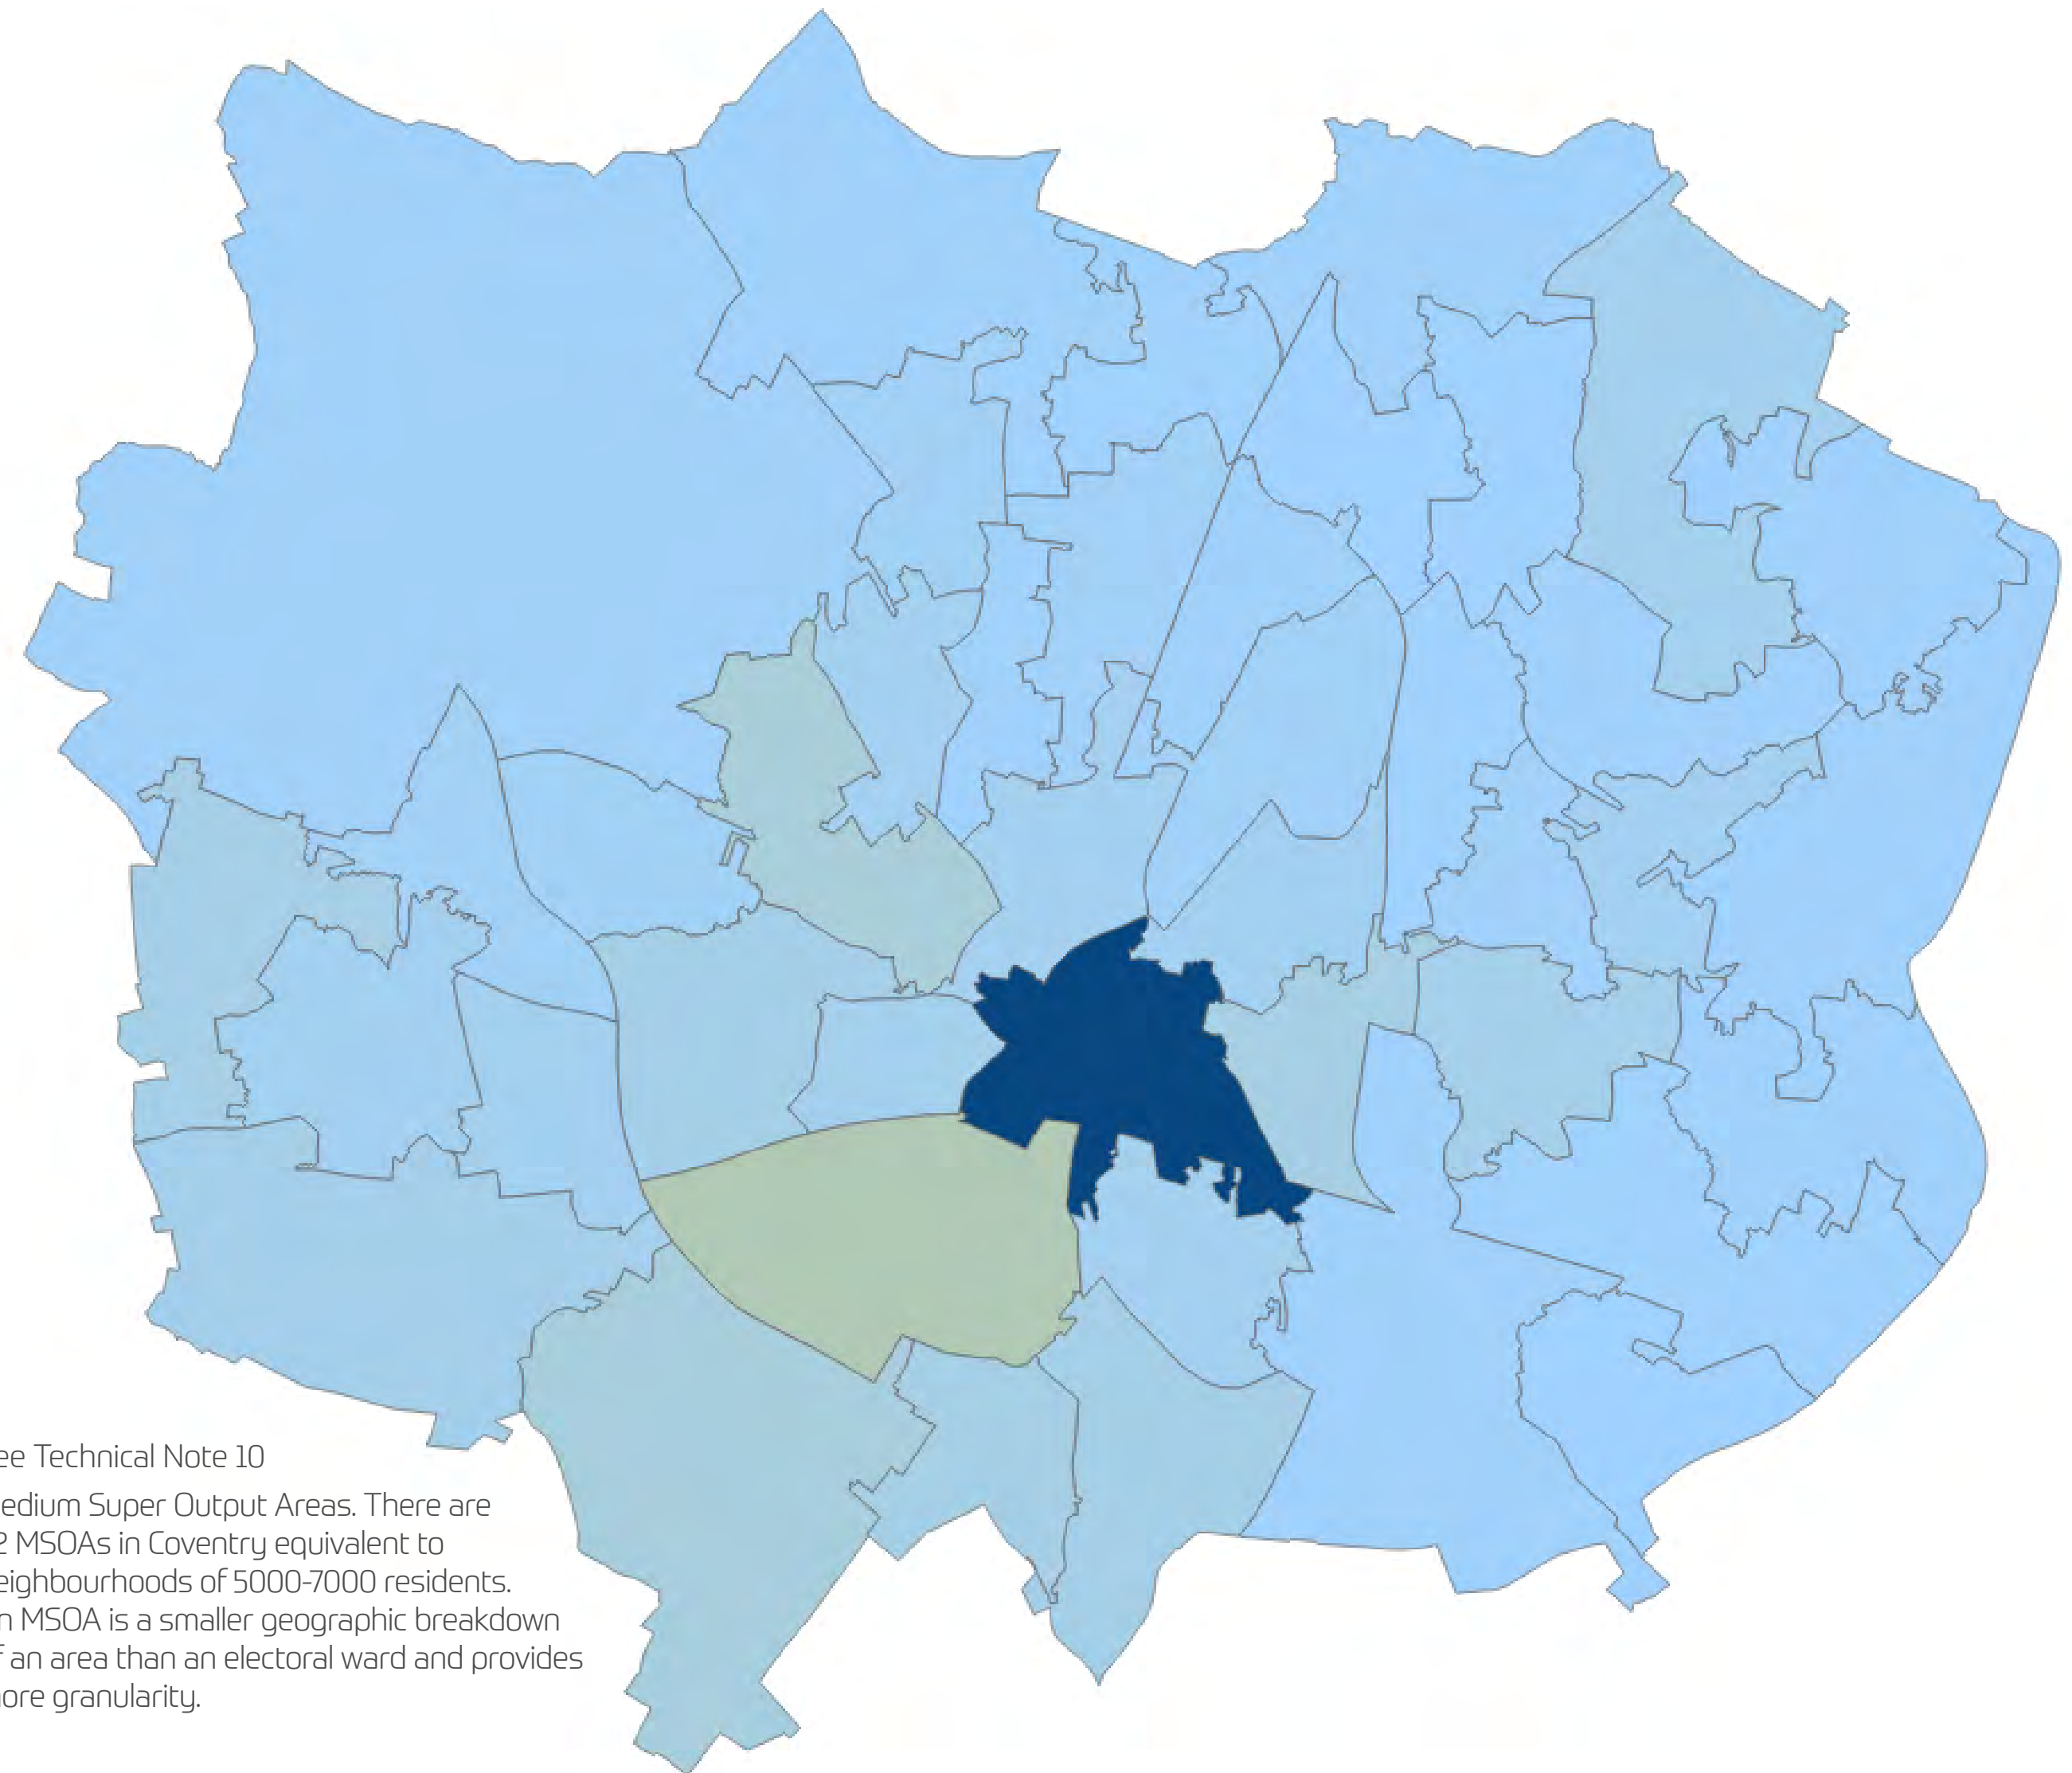 ee Technical Note 10
edium Super Output Areas. There are
2 MSOAs in Coventry equivalent to
eighbourhoods of 5000-7000 residents.
n MSOA is a smaller geographic breakdown
f an area than an electoral ward and provides
ore granularity.